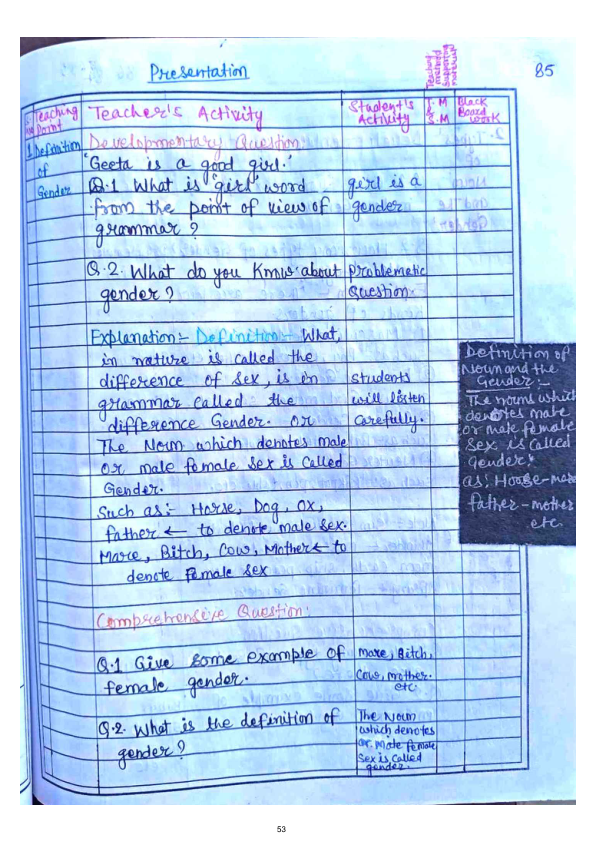 Presentation
85
Teaching Point
Teacher's Activity
Student's Activity
Teaching method Supporting material
T.M & S.M
Black Board work
1. Definition of Gender
Developmentary Question
'Geeta is a good girl.'
Q.1 What is 'girl' word
from the point of view of
grammar?
girl is a
gender
Q.2. What do you Know about
gender?
Problematic
Question.
Explanation:- Definition:- What,
in nature is called the
difference of Sex, is in
grammar called the
difference Gender. or
The Noun which denotes male
or male female sex is called
Gender.
Students
will listen
carefully.
Such as:- Horse, Dog, Ox,
father ← to denote male sex.
Mare, Bitch, Cow, Mother ← to
denote female sex
Definition of
Noun and the
Gender:-
The nouns which
denotes male
or male female
Sex is called
Gender.
as; Horse-mare
father-mother
etc.
Comprehensive Question:
Q.1 Give some example of
female gender.
mare, Bitch,
Cow, mother.
etc.
Q.2. What is the definition of
gender?
The Noun
which denotes
or male female
Sex is called
gender.
53